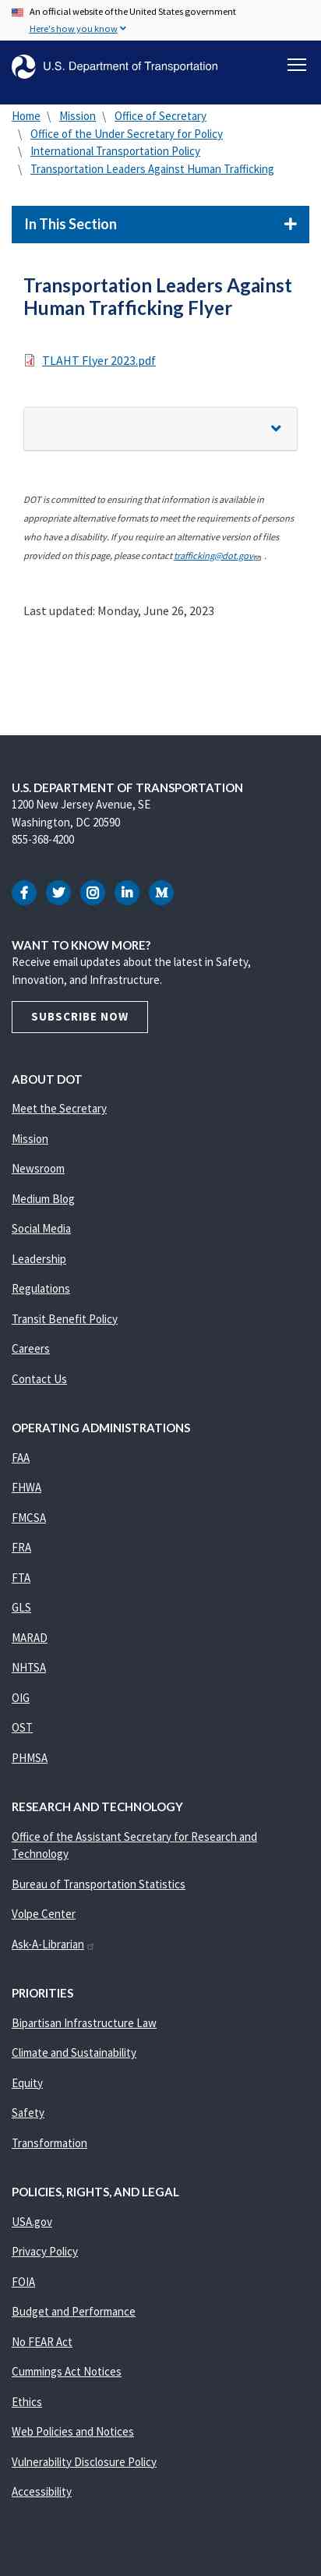 An official website of the United States government
Here's how you know
U.S. Department of Transportation
Home \ Mission \ Office of Secretary
\ Office of the Under Secretary for Policy
\ International Transportation Policy
\ Transportation Leaders Against Human Trafficking
In This Section
Transportation Leaders Against
Human Trafficking Flyer
TLAHT Flyer 2023.pdf
DOT is committed to ensuring that information is available in
appropriate alternative formats to meet the requirements of persons
who have a disability. If you require an alternative version of files
provided on this page, please contact trafficking@dot.gov .
Last updated: Monday, June 26, 2023
U.S. DEPARTMENT OF TRANSPORTATION
1200 New Jersey Avenue, SE
Washington, DC 20590
855-368-4200
WANT TO KNOW MORE?
Receive email updates about the latest in Safety,
Innovation, and Infrastructure.
SUBSCRIBE NOW
ABOUT DOT
Meet the Secretary
Mission
Newsroom
Medium Blog
Social Media
Leadership
Regulations
Transit Benefit Policy
Careers
Contact Us
OPERATING ADMINISTRATIONS
FAA
FHWA
FMCSA
FRA
FTA
GLS
MARAD
NHTSA
OIG
OST
PHMSA
RESEARCH AND TECHNOLOGY
Office of the Assistant Secretary for Research and
Technology
Bureau of Transportation Statistics
Volpe Center
Ask-A-Librarian
PRIORITIES
Bipartisan Infrastructure Law
Climate and Sustainability
Equity
Safety
Transformation
POLICIES, RIGHTS, AND LEGAL
USA.gov
Privacy Policy
FOIA
Budget and Performance
No FEAR Act
Cummings Act Notices
Ethics
Web Policies and Notices
Vulnerability Disclosure Policy
Accessibility